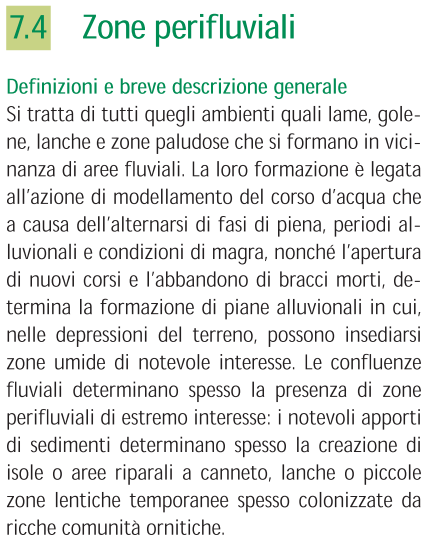 7.4 Zone perifluviali
Definizioni e breve descrizione generale
Si tratta di tutti quegli ambienti quali lame, gole-
ne, lanche e zone paludose che si formano in vici-
nanza di aree fluviali. La loro formazione è legata
all'azione di modellamento del corso d'acqua che
a causa dell'alternarsi di fasi di piena, periodi al-
luvionali e condizioni di magra, nonché l'apertura
di nuovi corsi e l'abbandono di bracci morti, de-
termina la formazione di piane alluvionali in cui,
nelle depressioni del terreno, possono insediarsi
zone umide di notevole interesse. Le confluenze
fluviali determinano spesso la presenza di zone
perifluviali di estremo interesse: i notevoli apporti
di sedimenti determinano spesso la creazione di
isole o aree riparali a canneto, lanche o piccole
zone lentiche temporanee spesso colonizzate da
ricche comunità ornitiche.